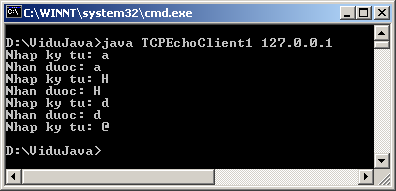 C:\WINNT\system32\cmd.exe
D:\ViduJava>java TCPEchoClient1 127.0.0.1
Nhap ky tu: a
Nhan duoc: a
Nhap ky tu: H
Nhan duoc: H
Nhap ky tu: d
Nhan duoc: d
Nhap ky tu: @
D:\ViduJava>